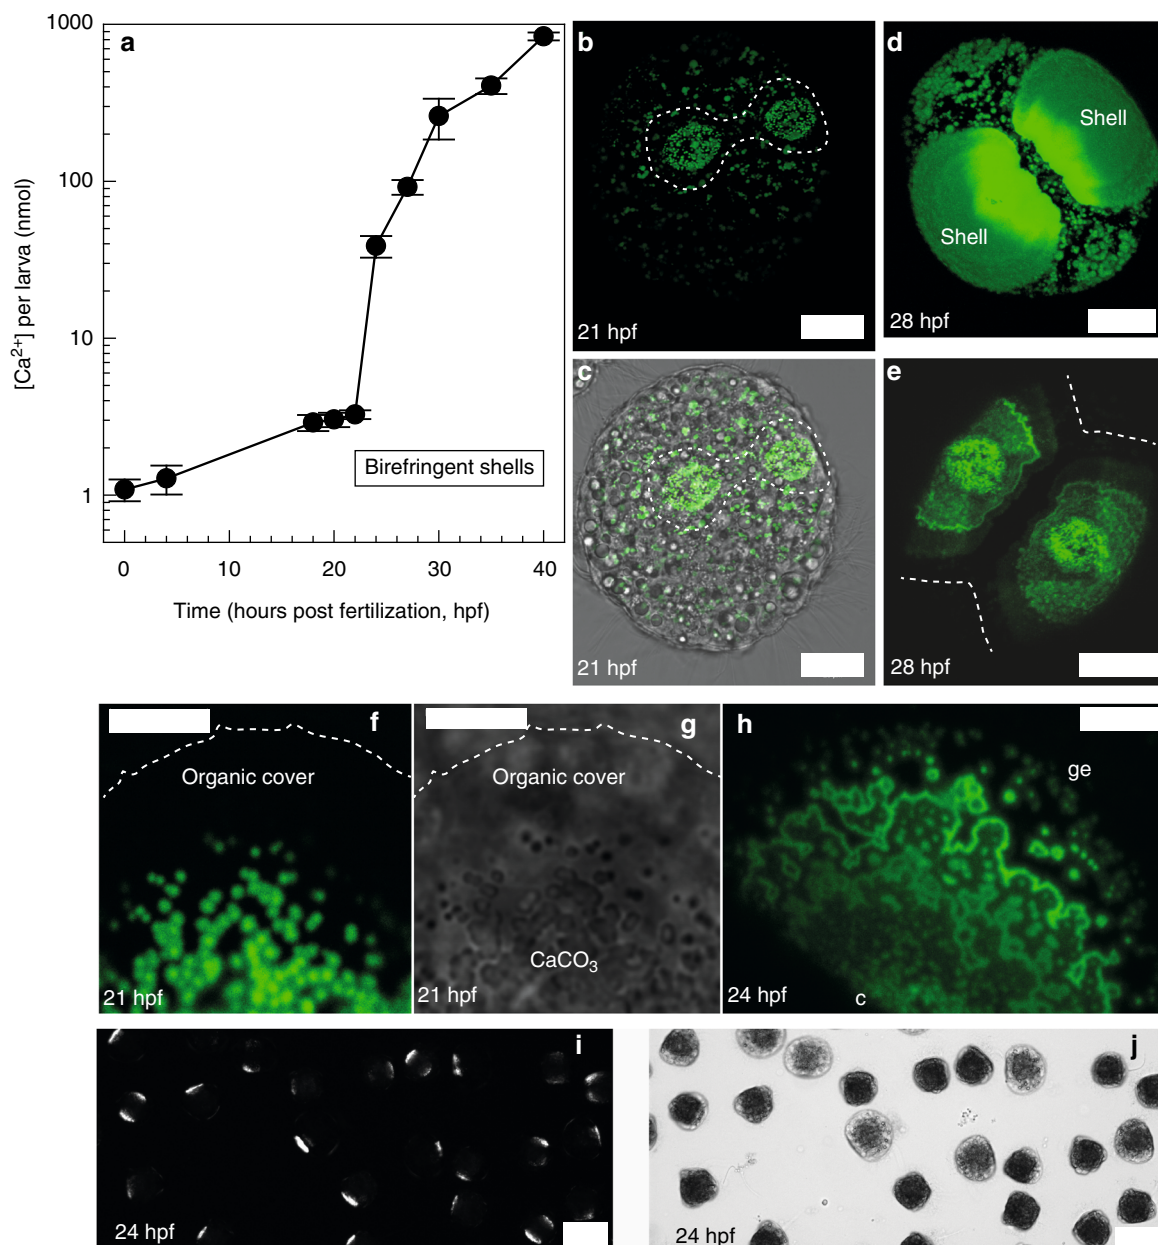 a
1000
100
10
1
[Ca²⁺] per larva (nmol)
Birefringent shells
0 10 20 30 40
Time (hours post fertilization, hpf)
b
21 hpf
d
Shell
Shell
28 hpf
c
21 hpf
e
28 hpf
f
Organic cover
21 hpf
g
Organic cover
CaCO₃
21 hpf
h
ge
c
24 hpf
i
24 hpf
j
24 hpf